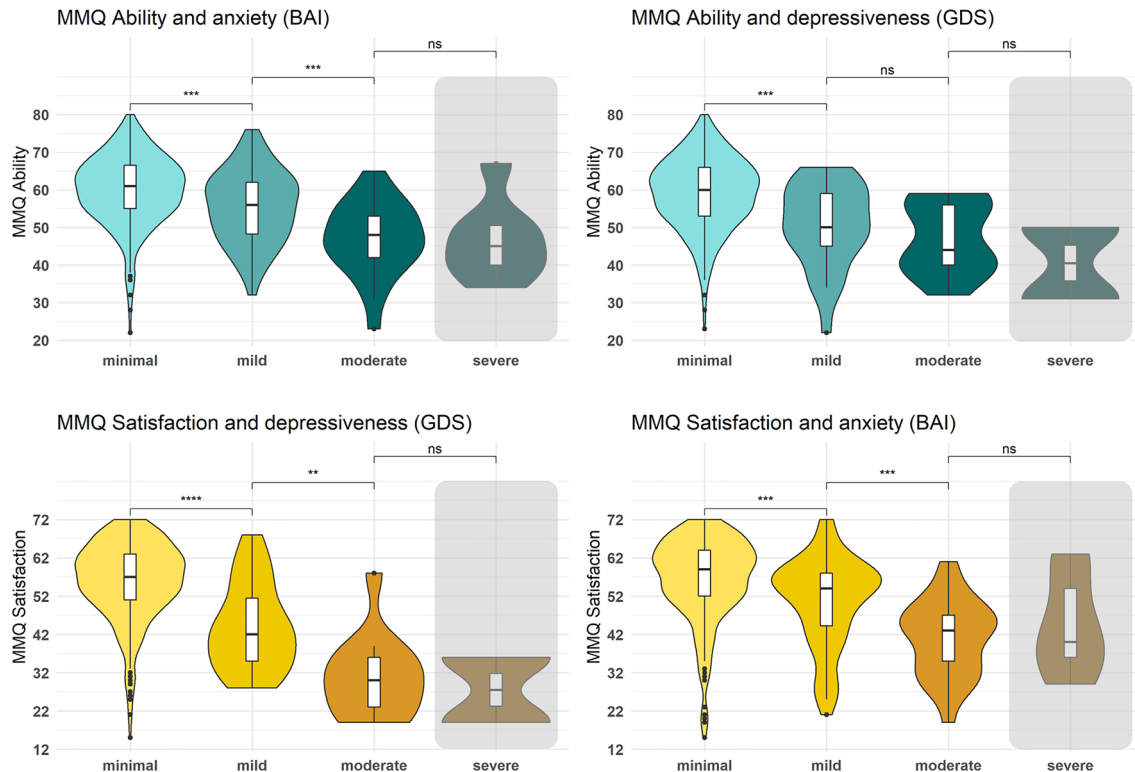 MMQ Ability and anxiety (BAI)
ns
***
***
MMQ Ability
80
70
60
50
40
30
20
minimal mild moderate severe
MMQ Ability and depressiveness (GDS)
ns
ns
***
MMQ Ability
80
70
60
50
40
30
20
minimal mild moderate severe
MMQ Satisfaction and depressiveness (GDS)
ns
**
****
MMQ Satisfaction
72
62
52
42
32
22
12
minimal mild moderate severe
MMQ Satisfaction and anxiety (BAI)
ns
***
***
MMQ Satisfaction
72
62
52
42
32
22
12
minimal mild moderate severe